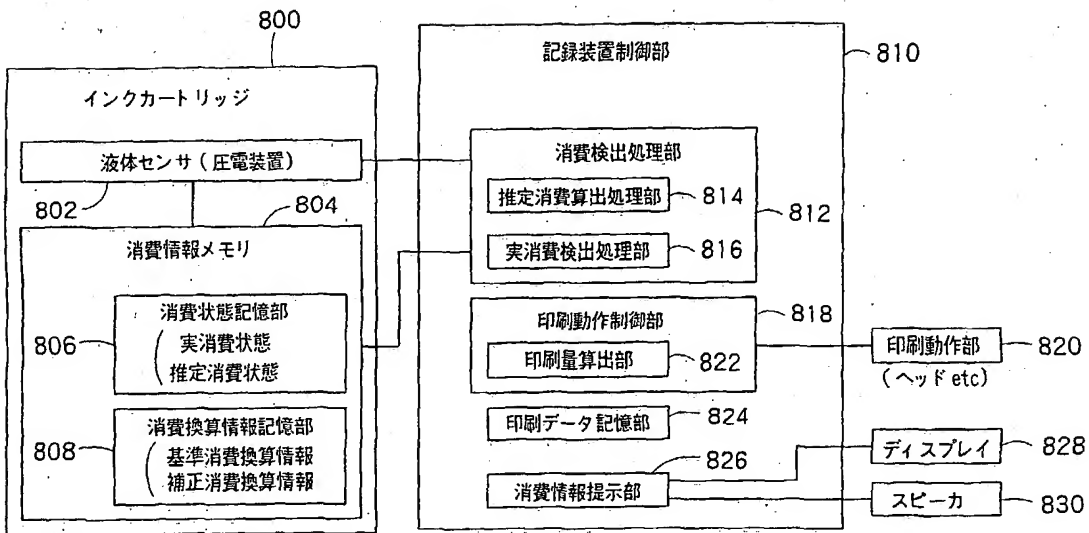 800
インクカートリッジ
液体センサ(圧電装置)
802
804
消費情報メモリ
806
消費状態記憶部
実消費状態
推定消費状態
808
消費換算情報記憶部
基準消費換算情報
補正消費換算情報
記録装置制御部
810
消費検出処理部
812
推定消費算出処理部
814
実消費検出処理部
816
印刷動作制御部
818
印刷量算出部
822
印刷動作部
820
(ヘッド etc)
印刷データ記憶部
824
826
消費情報提示部
ディスプレイ
828
スピーカ
830